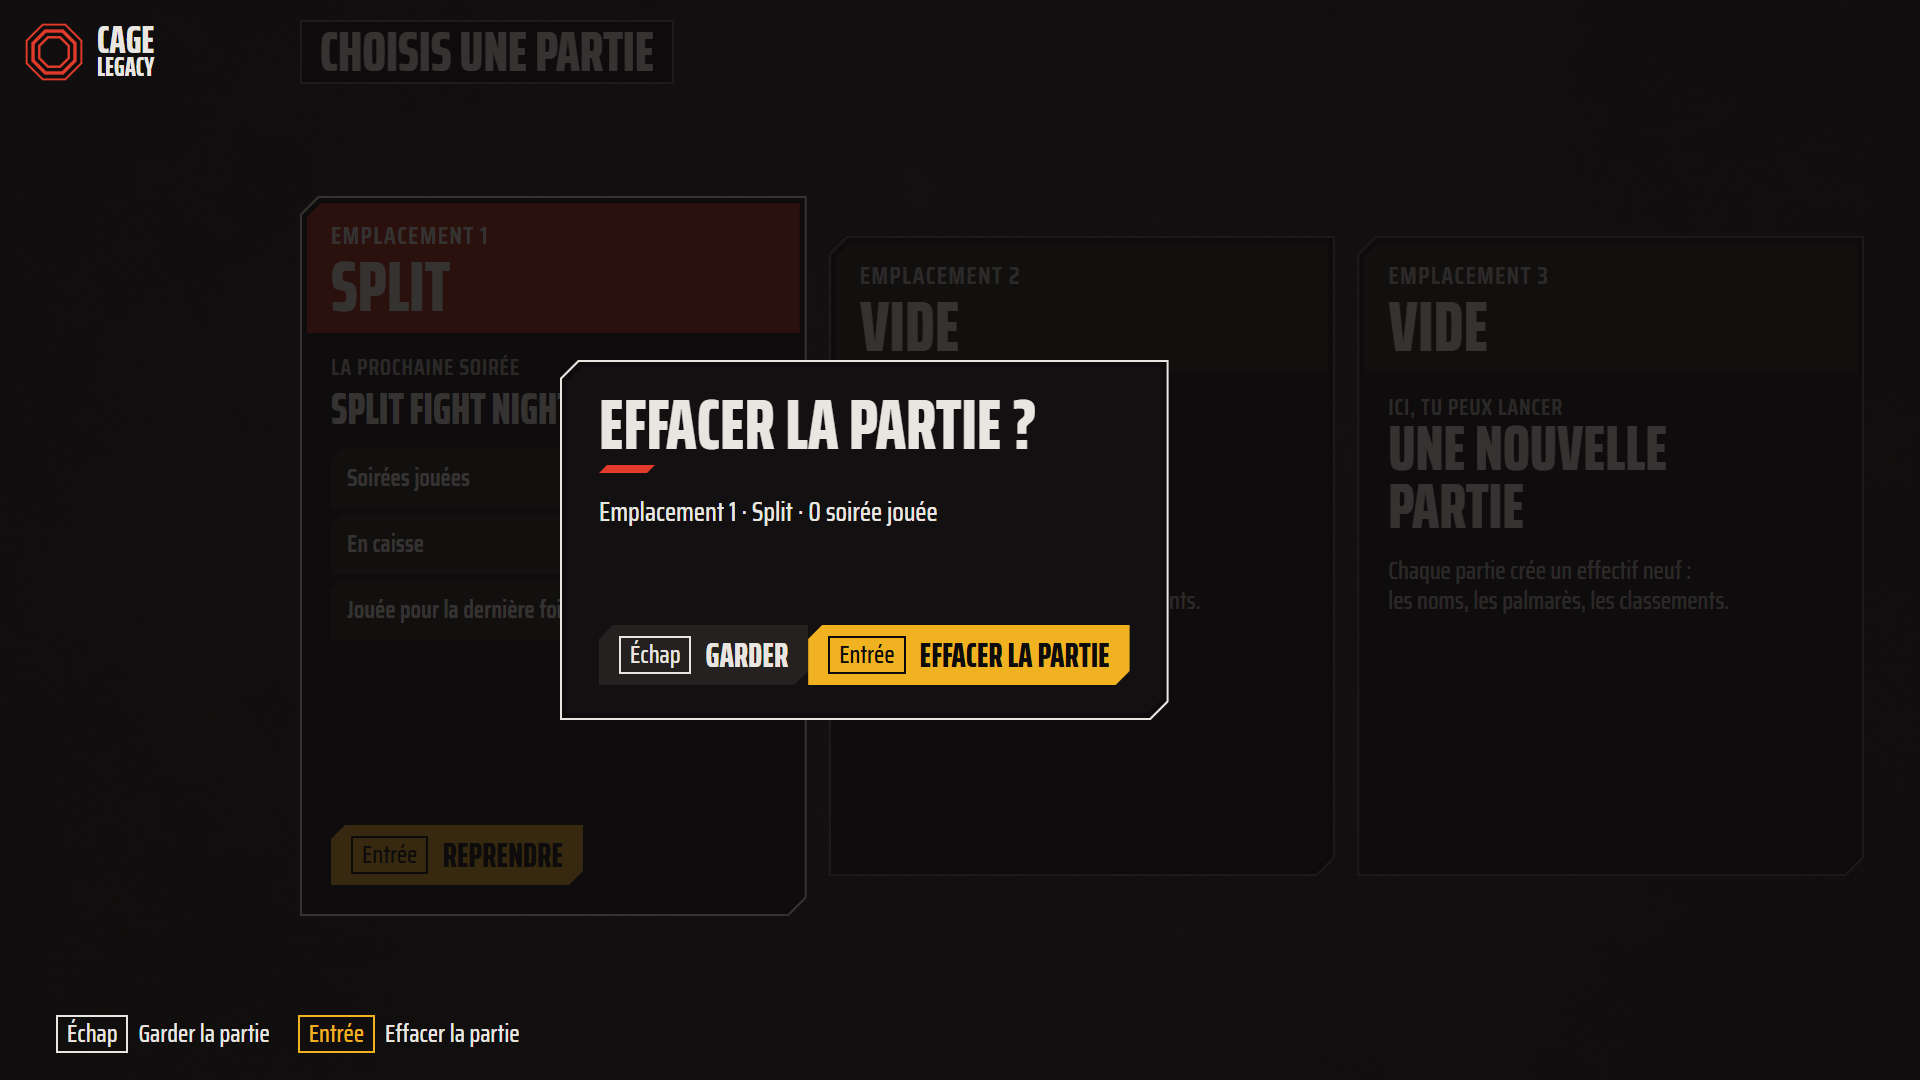 CAGE
LEGACY
CHOISIS UNE PARTIE
EMPLACEMENT 1
SPLIT
LA PROCHAINE SOIRÉE
SPLIT FIGHT
Soirées jouées
En caisse
Jouée pour la dernière
Entrée REPRENDRE
EMPLACEMENT 2
VIDE
EMPLACEMENT 3
VIDE
ICI, TU PEUX LANCER
UNE NOUVELLE
PARTIE
Chaque partie crée un effectif neuf :
les noms, les palmarès, les classements.
EFFACER LA PARTIE ?
Emplacement 1 · Split · 0 soirée jouée
Échap GARDER Entrée EFFACER LA PARTIE
Échap Garder la partie Entrée Effacer la partie